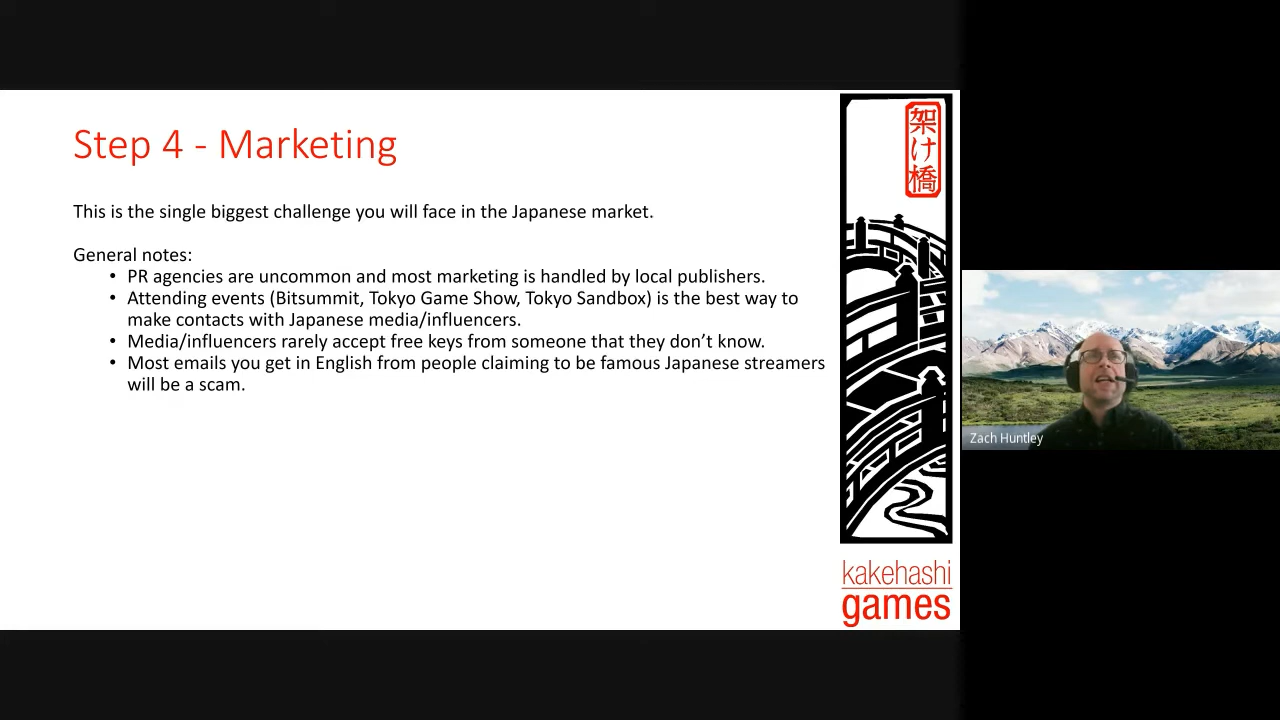 Step 4 - Marketing
This is the single biggest challenge you will face in the Japanese market.
General notes:
• PR agencies are uncommon and most marketing is handled by local publishers.
• Attending events (Bitsummit, Tokyo Game Show, Tokyo Sandbox) is the best way to
make contacts with Japanese media/influencers.
• Media/influencers rarely accept free keys from someone that they don’t know.
• Most emails you get in English from people claiming to be famous Japanese streamers
will be a scam.
架け橋
kakehashi
games
Zach Huntley